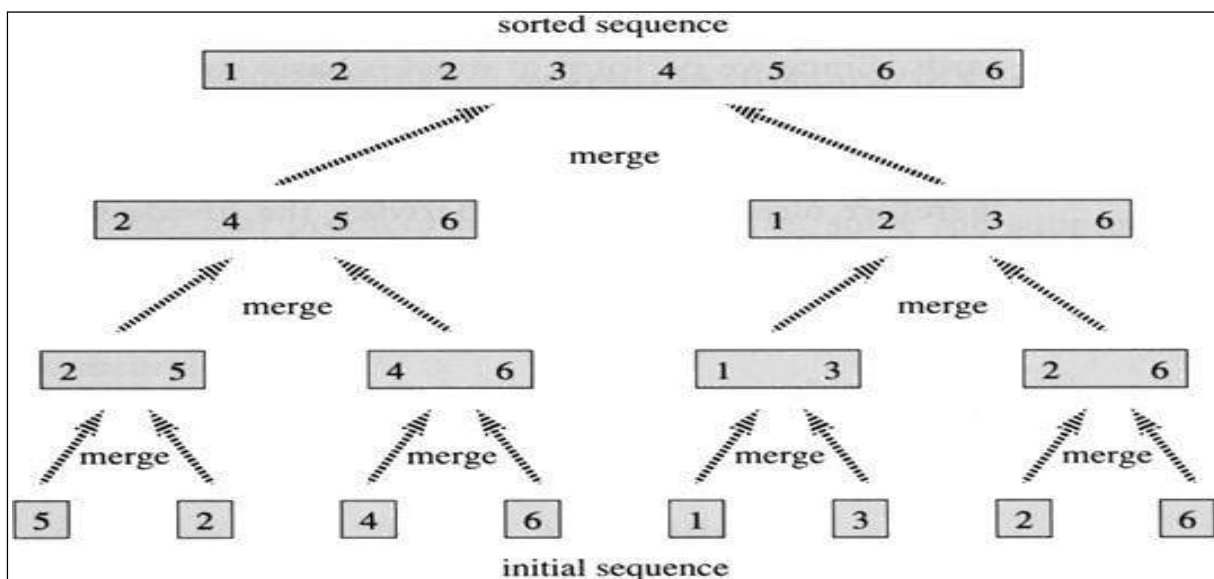 sorted sequence
1 2 2 3 4 5 6 6
merge
2 4 5 6 1 2 3 6
merge merge
2 5 4 6 1 3 2 6
merge merge merge merge
5 2 4 6 1 3 2 6
initial sequence